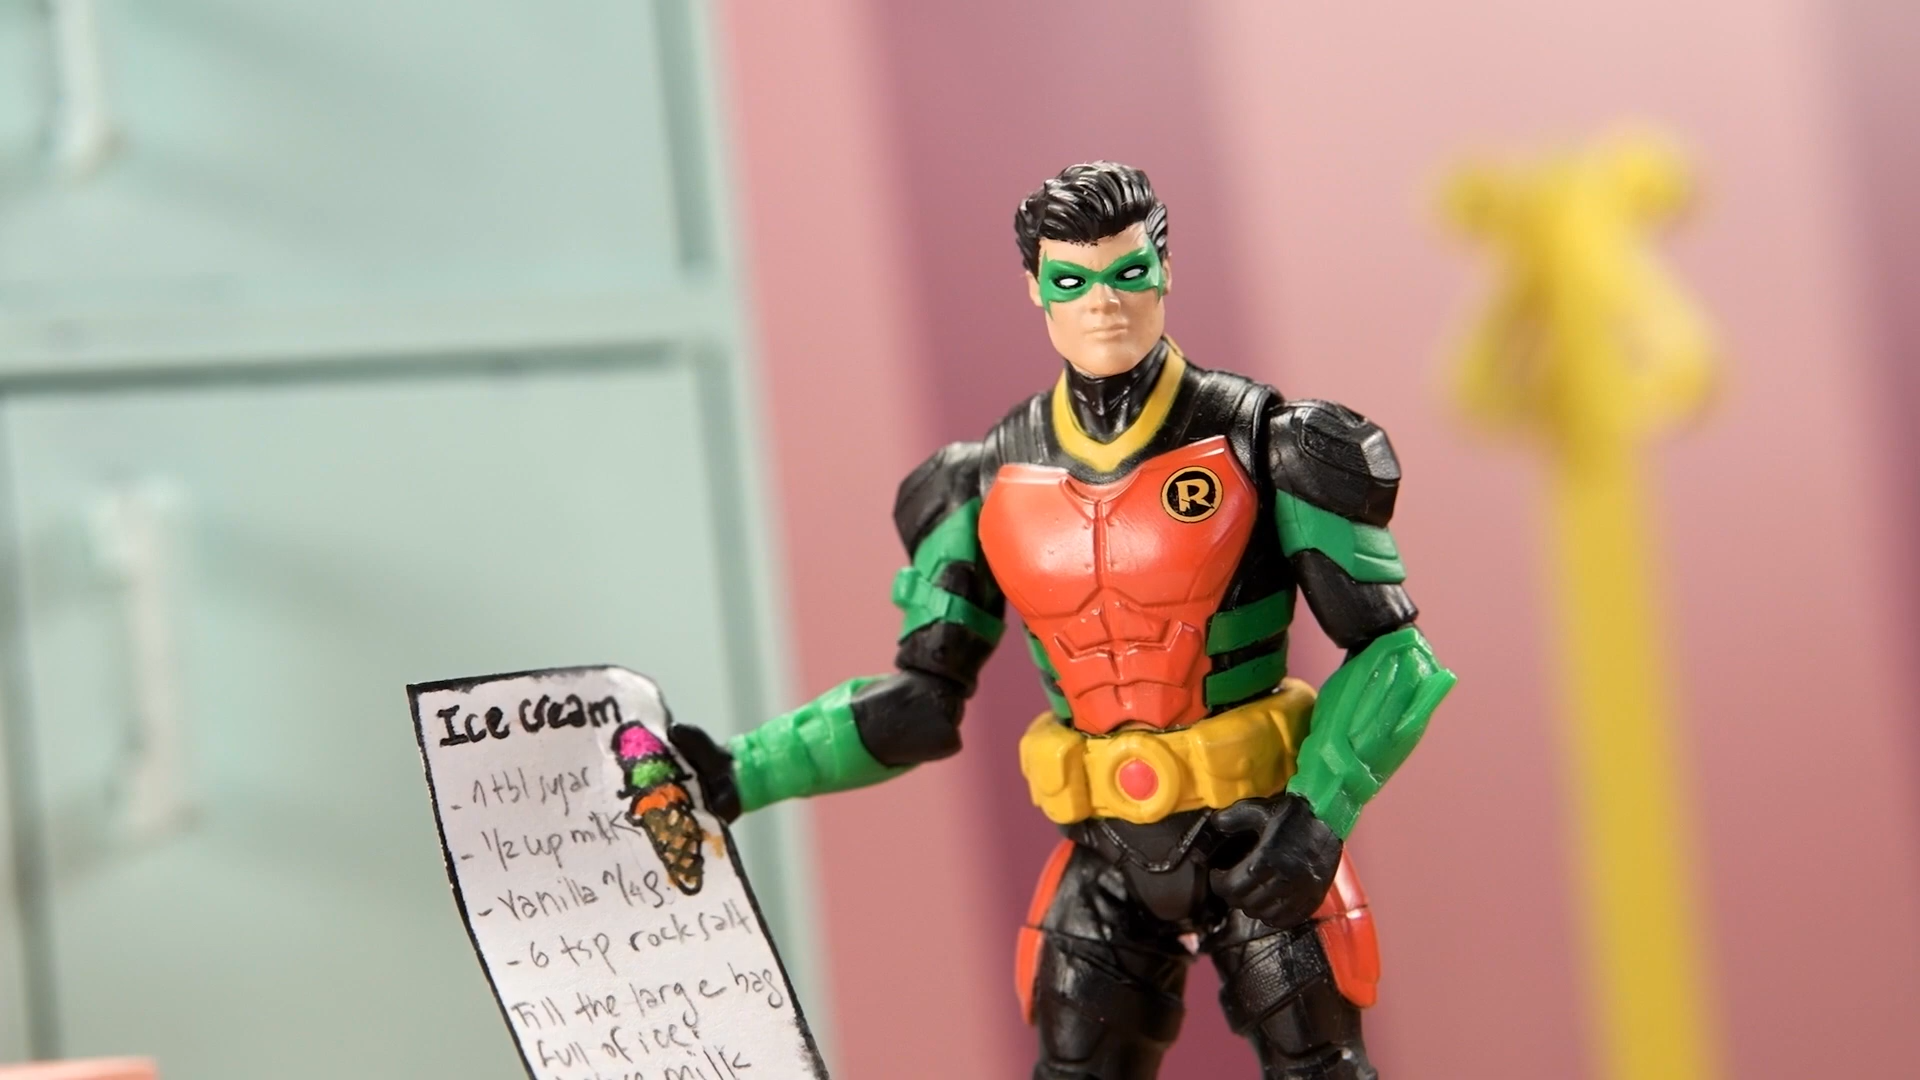 R
Ice cream
- 1 tbl sugar
- 1/2 cup milk
- Vanilla 1/4 g.
- 6 tsp rock salt
Fill the large bag
full of ice.
milk